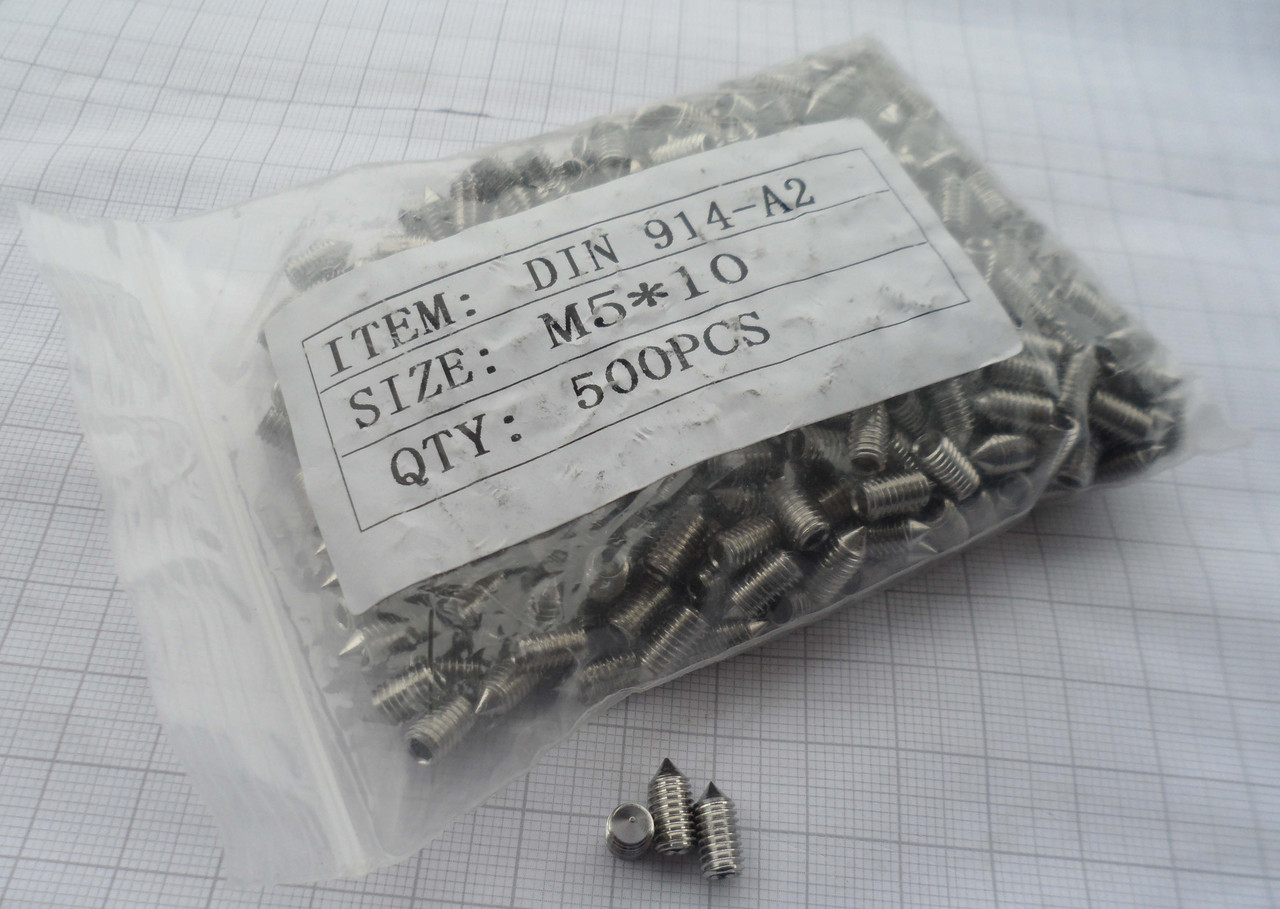 ITEM: DIN 914-A2
SIZE: M5*10
QTY: 500PCS